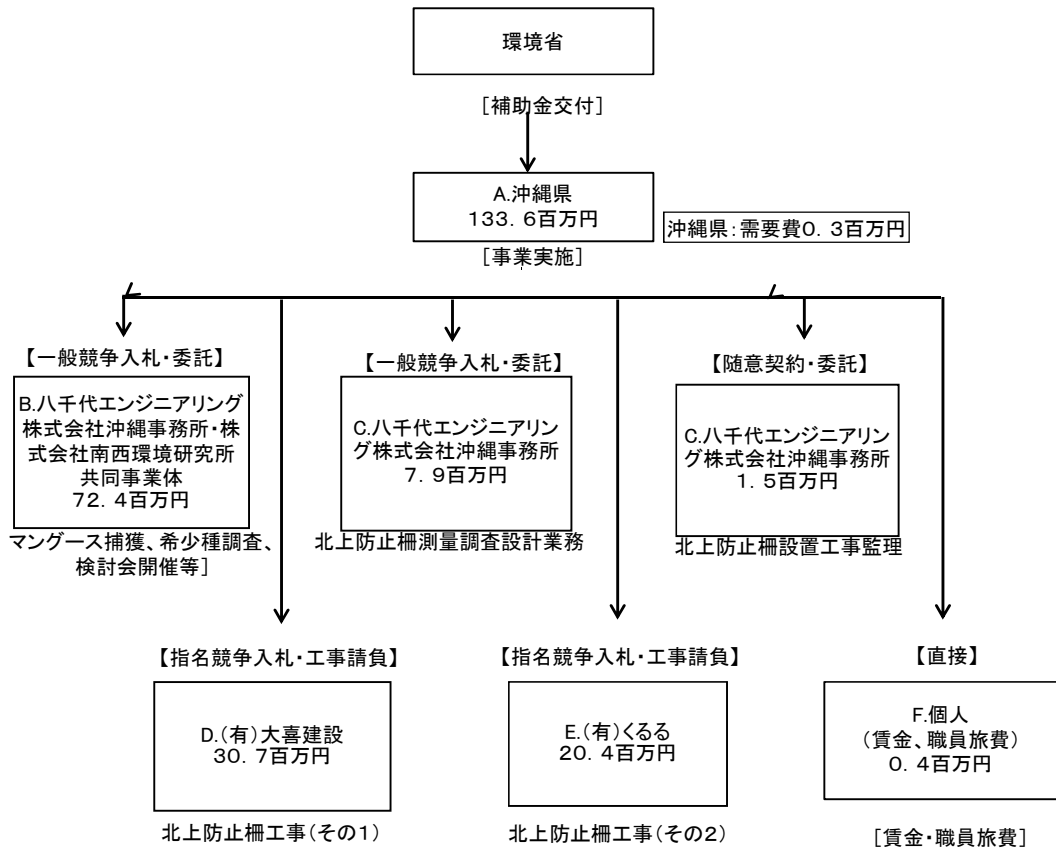 環境省
[補助金交付]
A.沖縄県
133.6百万円
沖縄県:需要費0.3百万円
[事業実施]
【一般競争入札・委託】
B.八千代エンジニアリング
株式会社沖縄事務所・株
式会社南西環境研究所
共同事業体
72.4百万円
マングース捕獲、希少種調査、
検討会開催等]
【一般競争入札・委託】
C.八千代エンジニアリン
グ株式会社沖縄事務所
7.9百万円
北上防止柵測量調査設計業務
【随意契約・委託】
C.八千代エンジニアリン
グ株式会社沖縄事務所
1.5百万円
北上防止柵設置工事監理
【指名競争入札・工事請負】
D.(有)大喜建設
30.7百万円
北上防止柵工事(その1)
【指名競争入札・工事請負】
E.(有)くるる
20.4百万円
北上防止柵工事(その2)
【直接】
F.個人
(賃金、職員旅費)
0.4百万円
[賃金・職員旅費]